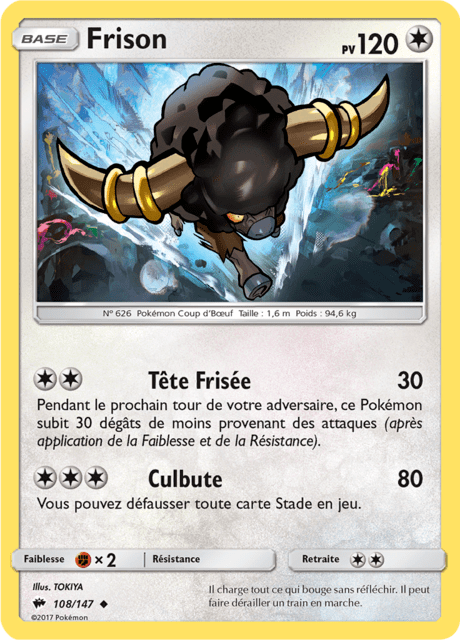 BASE Frison PV 120
N° 626 Pokémon Coup d'Bœuf Taille : 1,6 m Poids : 94,6 kg
Tête Frisée 30
Pendant le prochain tour de votre adversaire, ce Pokémon
subit 30 dégâts de moins provenant des attaques (après
application de la Faiblesse et de la Résistance).
Culbute 80
Vous pouvez défausser toute carte Stade en jeu.
Faiblesse ×2 Résistance Retraite
Illus. TOKIYA
Il charge tout ce qui bouge sans réfléchir. Il peut
faire dérailler un train en marche.
108/147
©2017 Pokémon